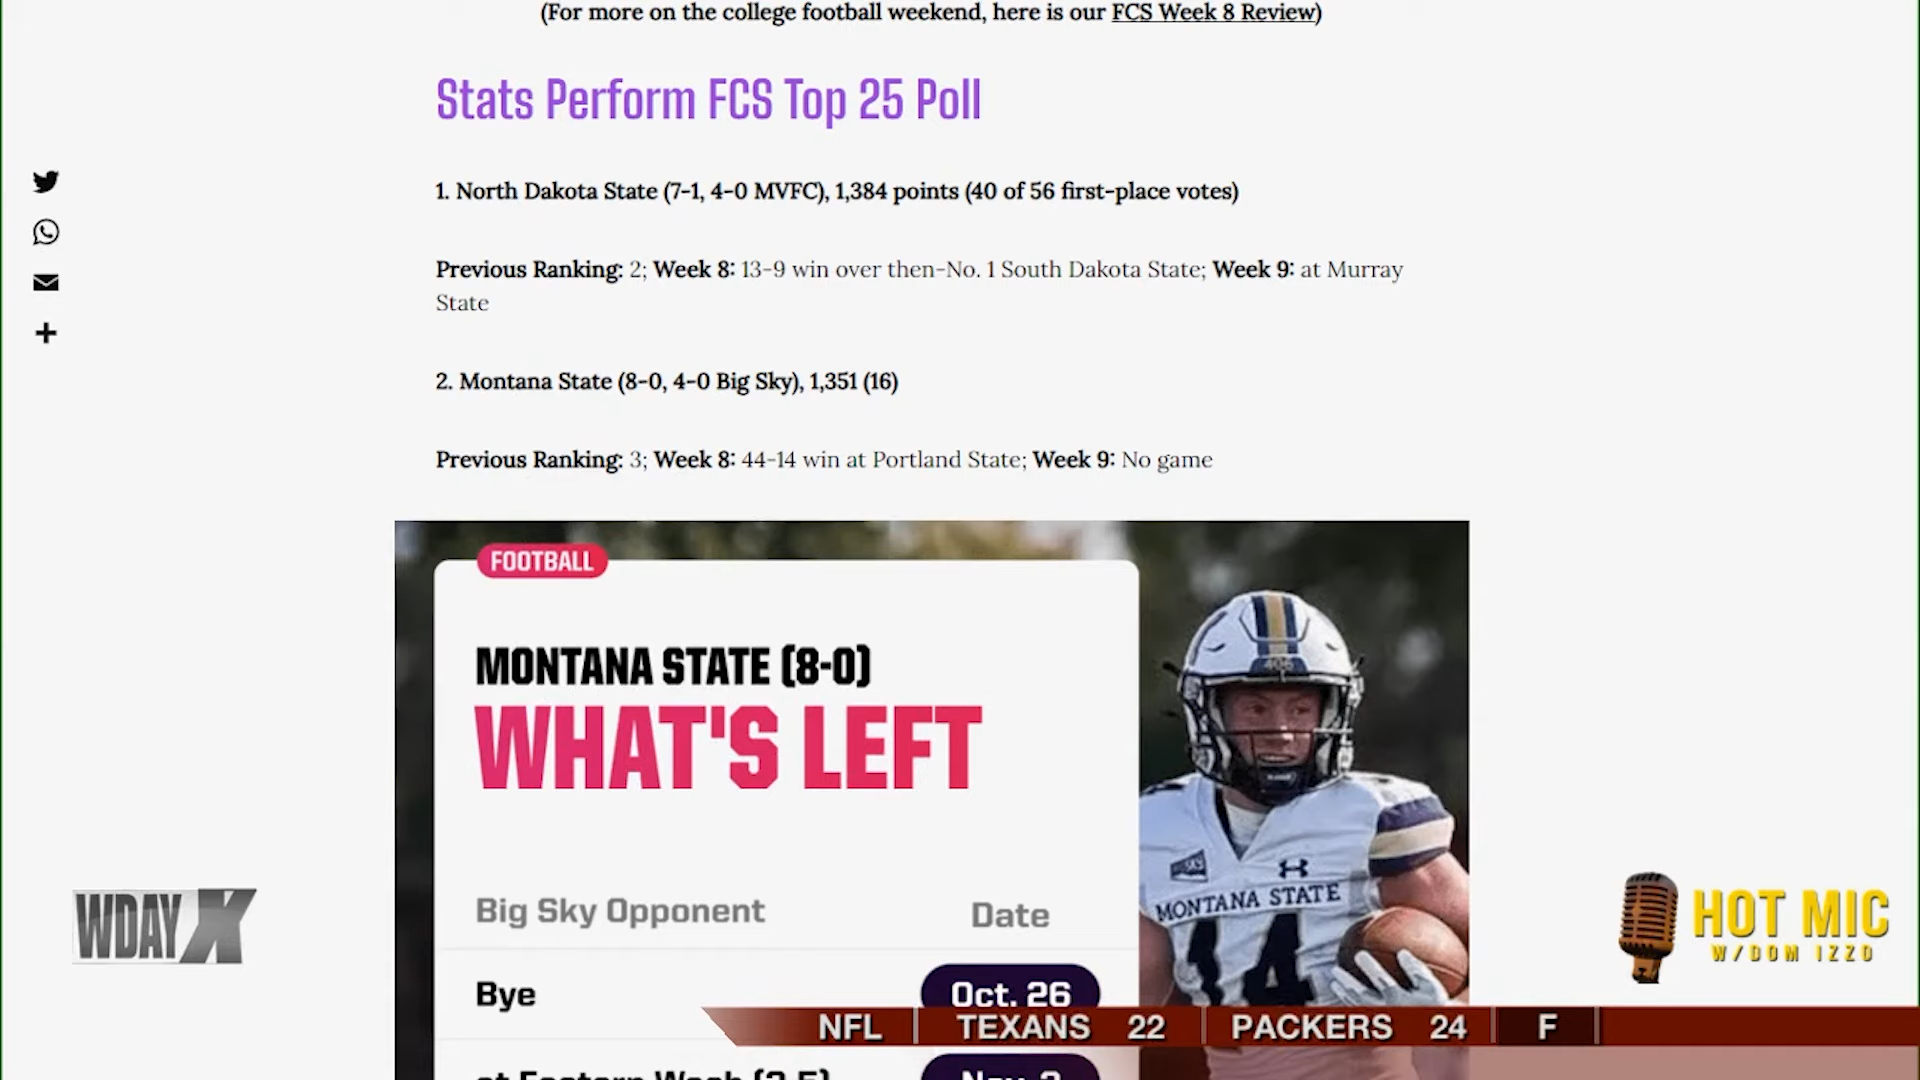 (For more on the college football weekend, here is our FCS Week 8 Review)
Stats Perform FCS Top 25 Poll
1. North Dakota State (7-1, 4-0 MVFC), 1,384 points (40 of 56 first-place votes)
Previous Ranking: 2; Week 8: 13-9 win over then-No. 1 South Dakota State; Week 9: at Murray
State
2. Montana State (8-0, 4-0 Big Sky), 1,351 (16)
Previous Ranking: 3; Week 8: 44-14 win at Portland State; Week 9: No game
FOOTBALL
MONTANA STATE (8-0)
WHAT'S LEFT
Big Sky Opponent Date
Bye Oct. 26
at Eastern Wash
MONTANA STATE
14
WDAY X
HOT MIC
W/DOM IZZO
NFL TEXANS 22 PACKERS 24 F